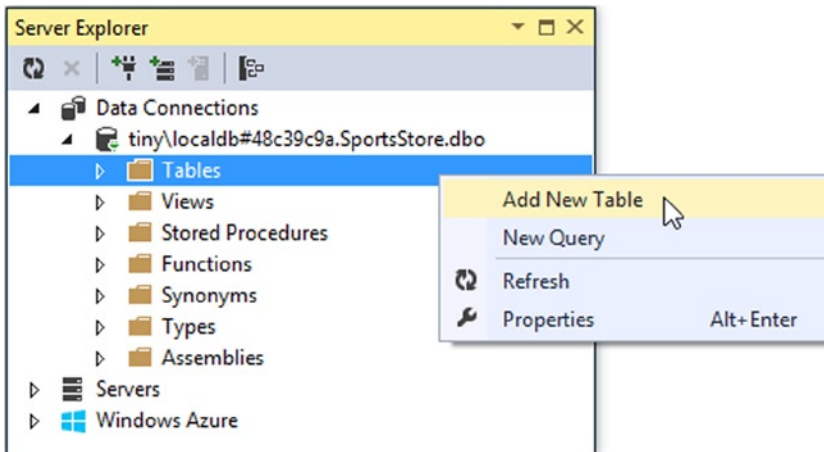 Server Explorer
Data Connections
tiny\localdb#48c39c9a.SportsStore.dbo
Tables
Views
Stored Procedures
Functions
Synonyms
Types
Assemblies
Servers
Windows Azure
Add New Table
New Query
Refresh
Properties Alt+Enter